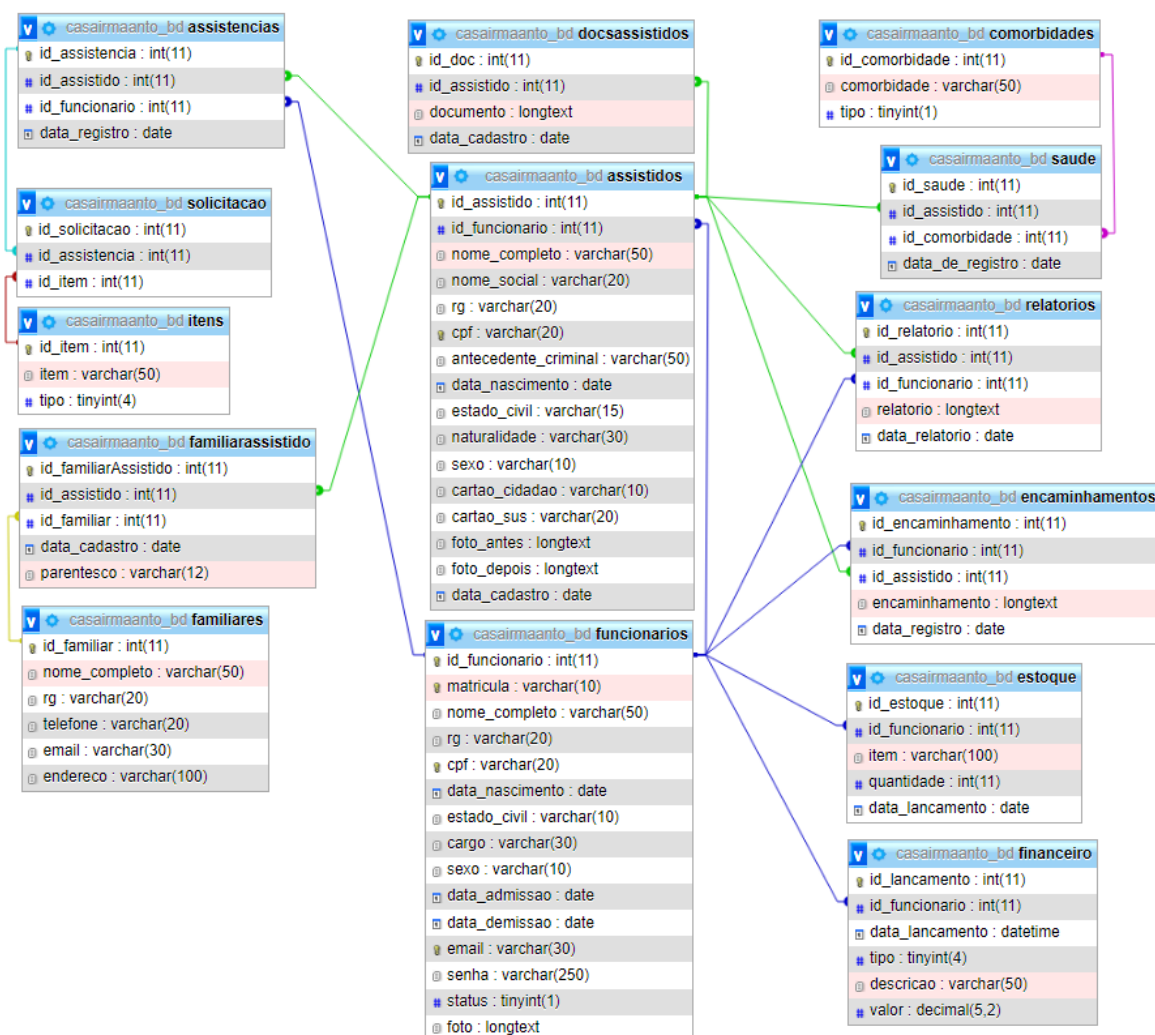 casairmaanto_bd assistencias
id_assistencia : int(11)
id_assistido : int(11)
id_funcionario : int(11)
data_registro : date
casairmaanto_bd solicitacao
id_solicitacao : int(11)
id_assistencia : int(11)
id_item : int(11)
casairmaanto_bd itens
id_item : int(11)
item : varchar(50)
tipo : tinyint(4)
casairmaanto_bd familiarassistido
id_familiarAssistido : int(11)
id_assistido : int(11)
id_familiar : int(11)
data_cadastro : date
parentesco : varchar(12)
casairmaanto_bd familiares
id_familiar : int(11)
nome_completo : varchar(50)
rg : varchar(20)
telefone : varchar(20)
email : varchar(30)
endereco : varchar(100)
casairmaanto_bd docsassistidos
id_doc : int(11)
id_assistido : int(11)
documento : longtext
data_cadastro : date
casairmaanto_bd assistidos
id_assistido : int(11)
id_funcionario : int(11)
nome_completo : varchar(50)
nome_social : varchar(20)
rg : varchar(20)
cpf : varchar(20)
antecedente_criminal : varchar(50)
data_nascimento : date
estado_civil : varchar(15)
naturalidade : varchar(30)
sexo : varchar(10)
cartao_cidadao : varchar(10)
cartao_sus : varchar(20)
foto_antes : longtext
foto_depois : longtext
data_cadastro : date
casairmaanto_bd funcionarios
id_funcionario : int(11)
matricula : varchar(10)
nome_completo : varchar(50)
rg : varchar(20)
cpf : varchar(20)
data_nascimento : date
estado_civil : varchar(10)
cargo : varchar(30)
sexo : varchar(10)
data_admissao : date
data_demissao : date
email : varchar(30)
senha : varchar(250)
status : tinyint(1)
foto : longtext
casairmaanto_bd comorbidades
id_comorbidade : int(11)
comorbidade : varchar(50)
tipo : tinyint(1)
casairmaanto_bd saude
id_saude : int(11)
id_assistido : int(11)
id_comorbidade : int(11)
data_de_registro : date
casairmaanto_bd relatorios
id_relatorio : int(11)
id_assistido : int(11)
id_funcionario : int(11)
relatorio : longtext
data_relatorio : date
casairmaanto_bd encaminhamentos
id_encaminhamento : int(11)
id_funcionario : int(11)
id_assistido : int(11)
encaminhamento : longtext
data_registro : date
casairmaanto_bd estoque
id_estoque : int(11)
id_funcionario : int(11)
item : varchar(100)
quantidade : int(11)
data_lancamento : date
casairmaanto_bd financeiro
id_lancamento : int(11)
id_funcionario : int(11)
data_lancamento : datetime
tipo : tinyint(4)
descricao : varchar(50)
valor : decimal(5,2)